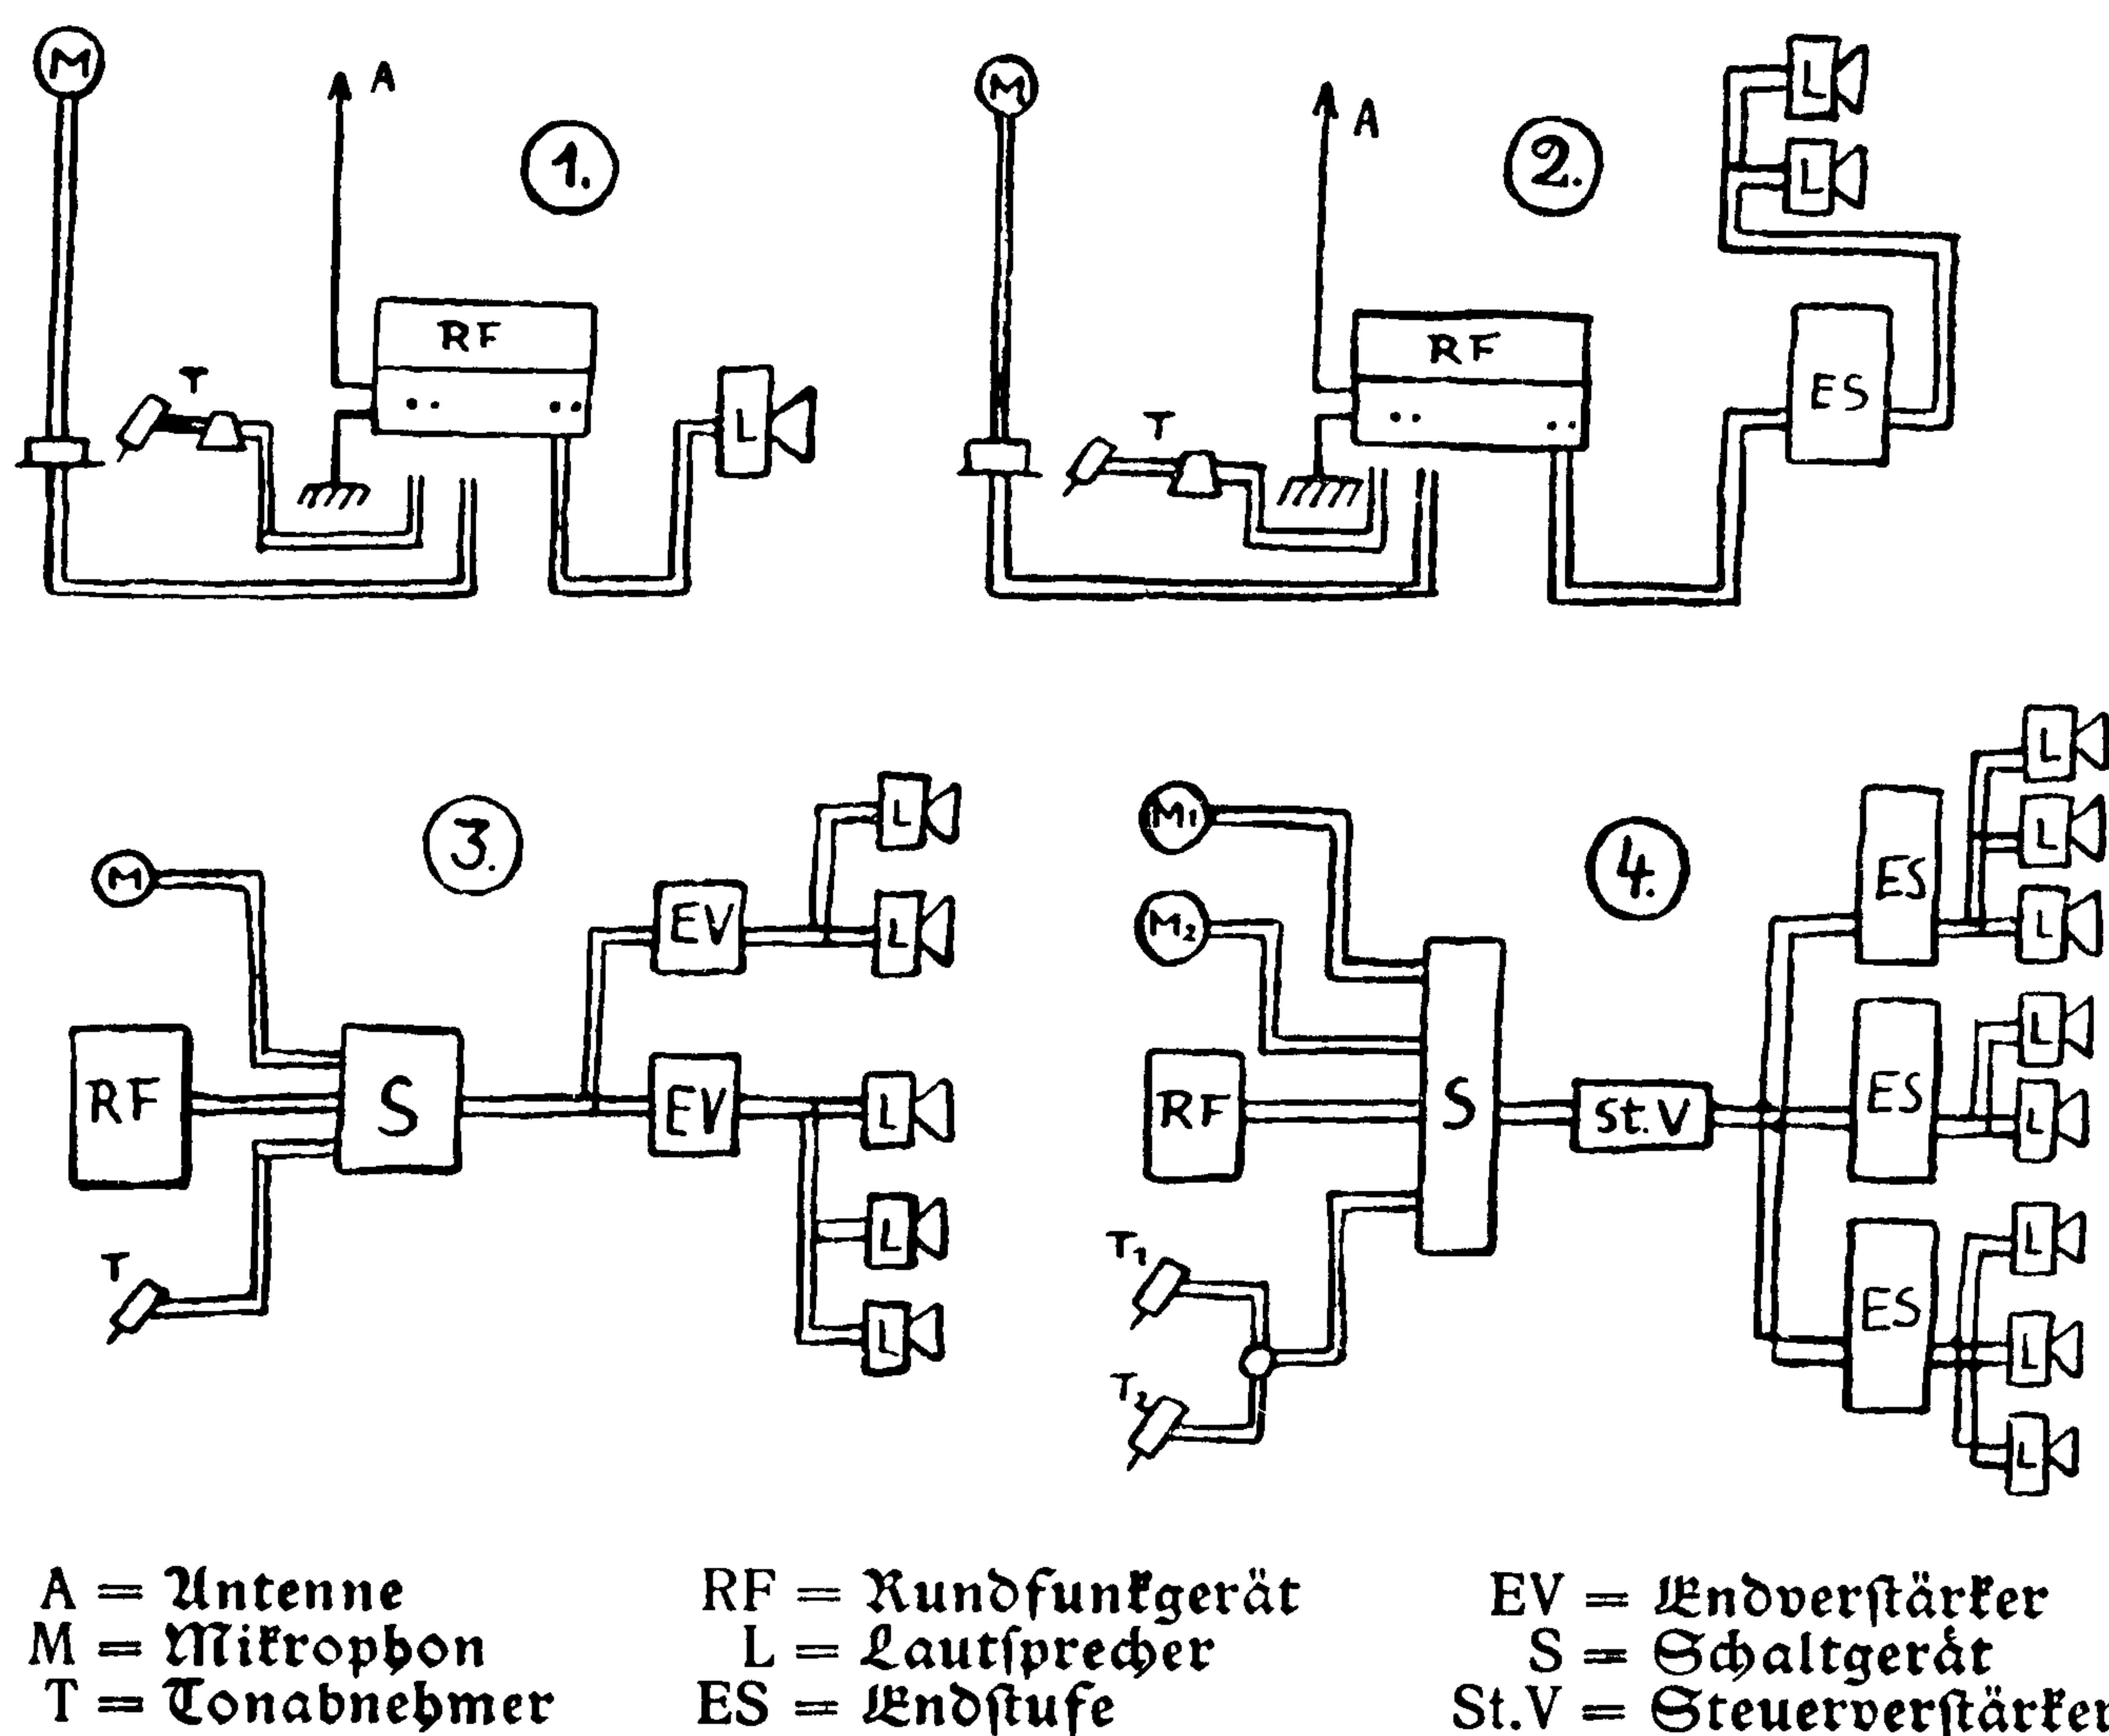 M
A
1.
RF
T
L
M
A
2.
L
L
RF
ES
T
3.
M
L
EV
L
RF
S
EV
L
L
T
L
4.
M1
M2
L
ES
L
L
RF
S
St.V
ES
L
L
T1
T2
ES
L
L
L
A = Antenne
M = Mikrophon
T = Tonabnehmer
RF = Rundfunkgerät
L = Lautſprecher
ES = Endſtufe
EV = Endverſtärker
S = Schaltgerät
St.V = Steuerverſtärker